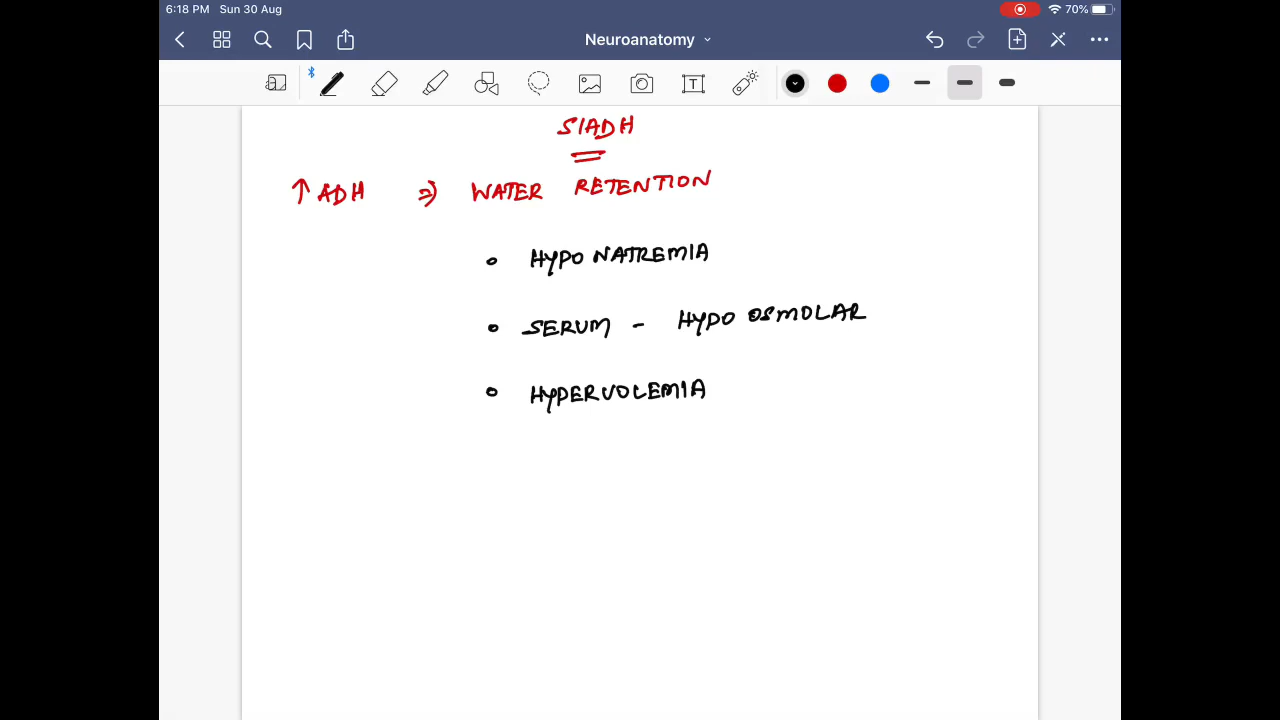 6:18 PM Sun 30 Aug 70%
Neuroanatomy
T
SIADH
↑ ADH ⇒ WATER RETENTION
• HYPONATREMIA
• SERUM - HYPO OSMOLAR
• HYPERVOLEMIA